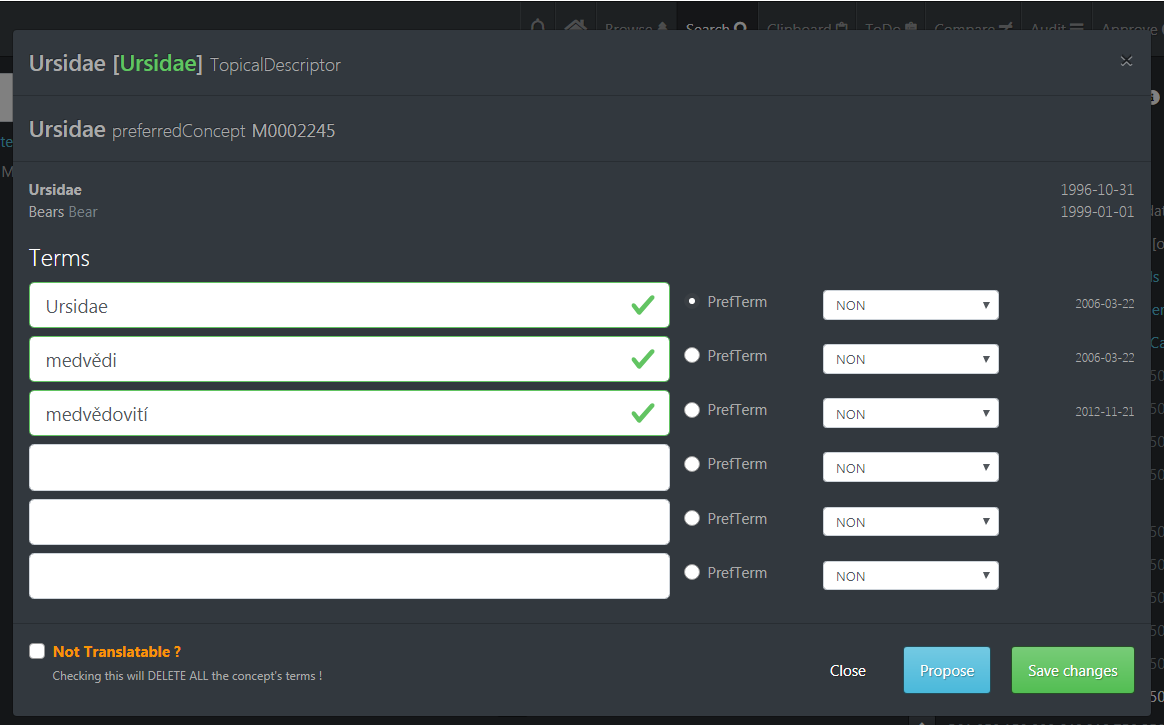 Browse Search Clipboard ToDo Compare Audit Approve
Ursidae [Ursidae] TopicalDescriptor ×
Ursidae preferredConcept M0002245
Ursidae 1996-10-31
Bears Bear 1999-01-01
Terms
Ursidae PrefTerm NON 2006-03-22
medvědi PrefTerm NON 2006-03-22
medvědovití PrefTerm NON 2012-11-21
PrefTerm NON
PrefTerm NON
PrefTerm NON
Not Translatable ?
Checking this will DELETE ALL the concept's terms !
Close Propose Save changes